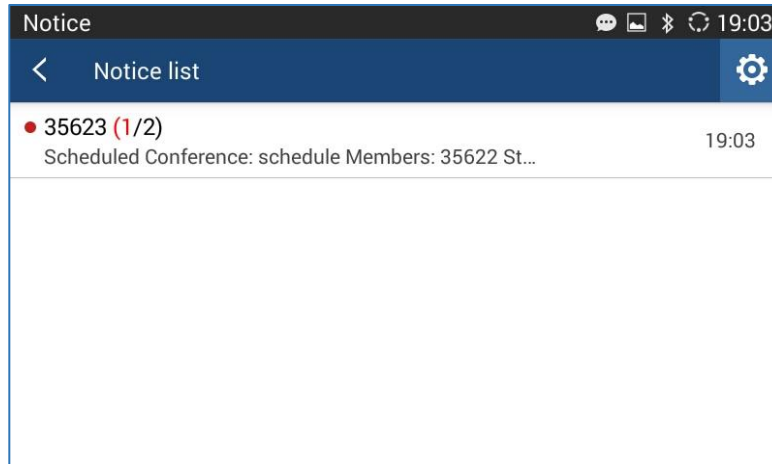 Notice 19:03
Notice list
35623 (1/2)
19:03
Scheduled Conference: schedule Members: 35622 St...